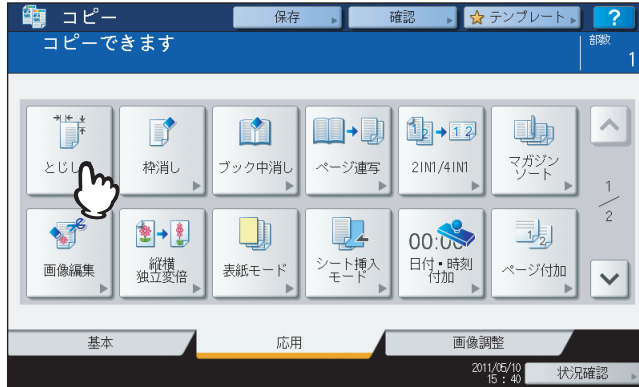 コピー
保存
確認
テンプレート
?
コピーできます
部数
1
とじし
枠消し
ブック中消し
ページ連写
2IN1/4IN1
マガジン
ソート
1
2
画像編集
縦横
独立変倍
表紙モード
シート挿入
モード
00:00
日付・時刻
付加
ページ付加
基本
応用
画像調整
2011/05/10
15:40
状況確認